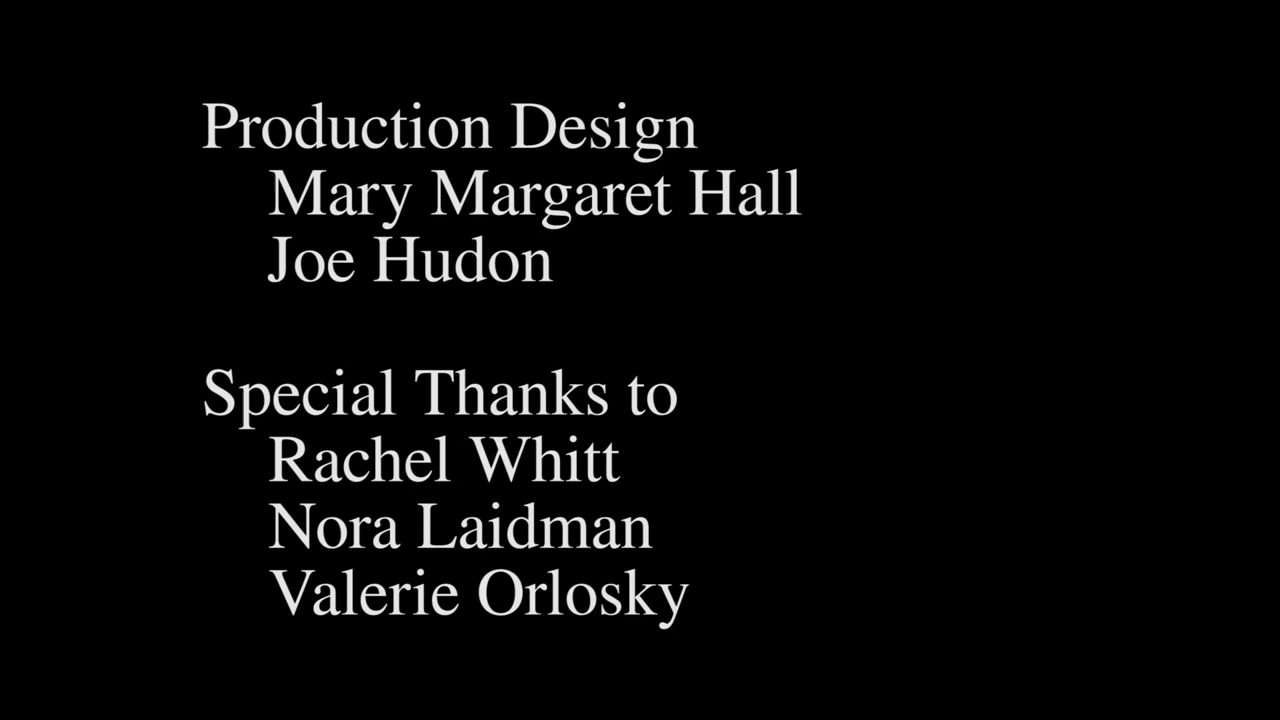 Production Design
Mary Margaret Hall
Joe Hudon
Special Thanks to
Rachel Whitt
Nora Laidman
Valerie Orlosky